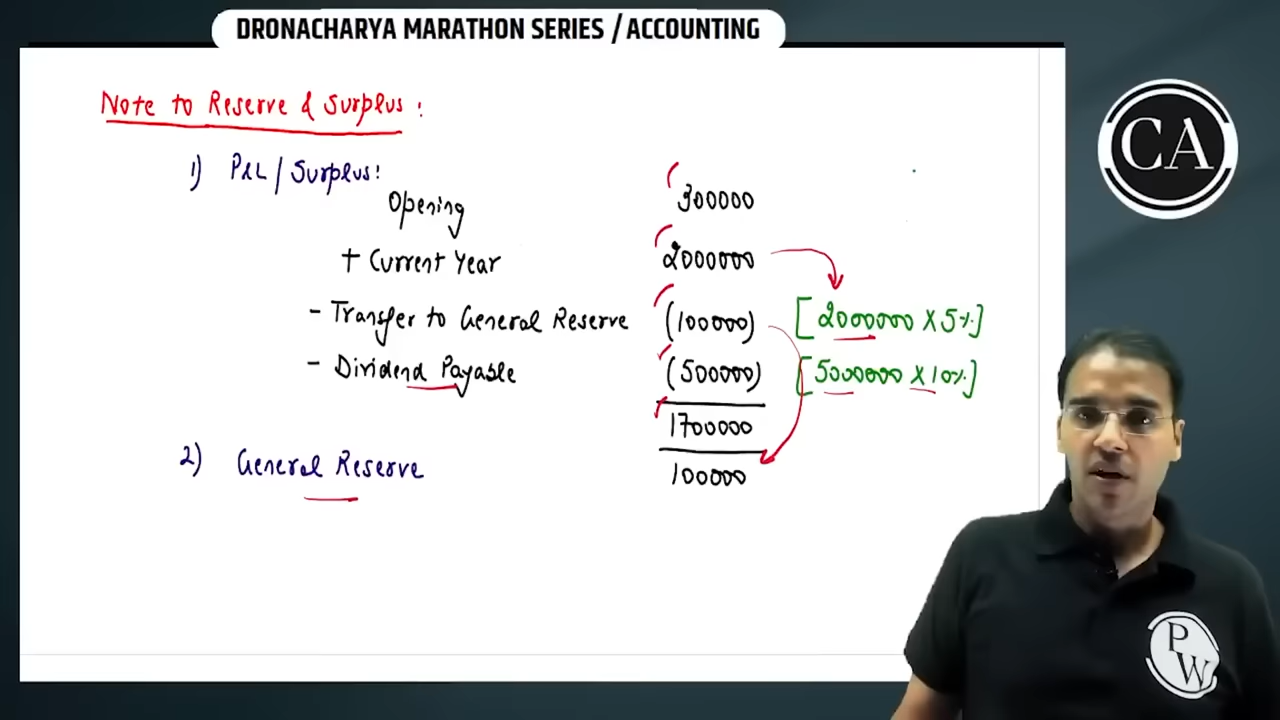 DRONACHARYA MARATHON SERIES / ACCOUNTING
CA
Note to Reserve & Surplus :
1) P&L / Surplus:
Opening 300000
+ Current Year 2000000
- Transfer to General Reserve (100000) [2000000 X 5%]
- Dividend Payable (500000) [5000000 X 10%]
1700000
2) General Reserve 100000
PW